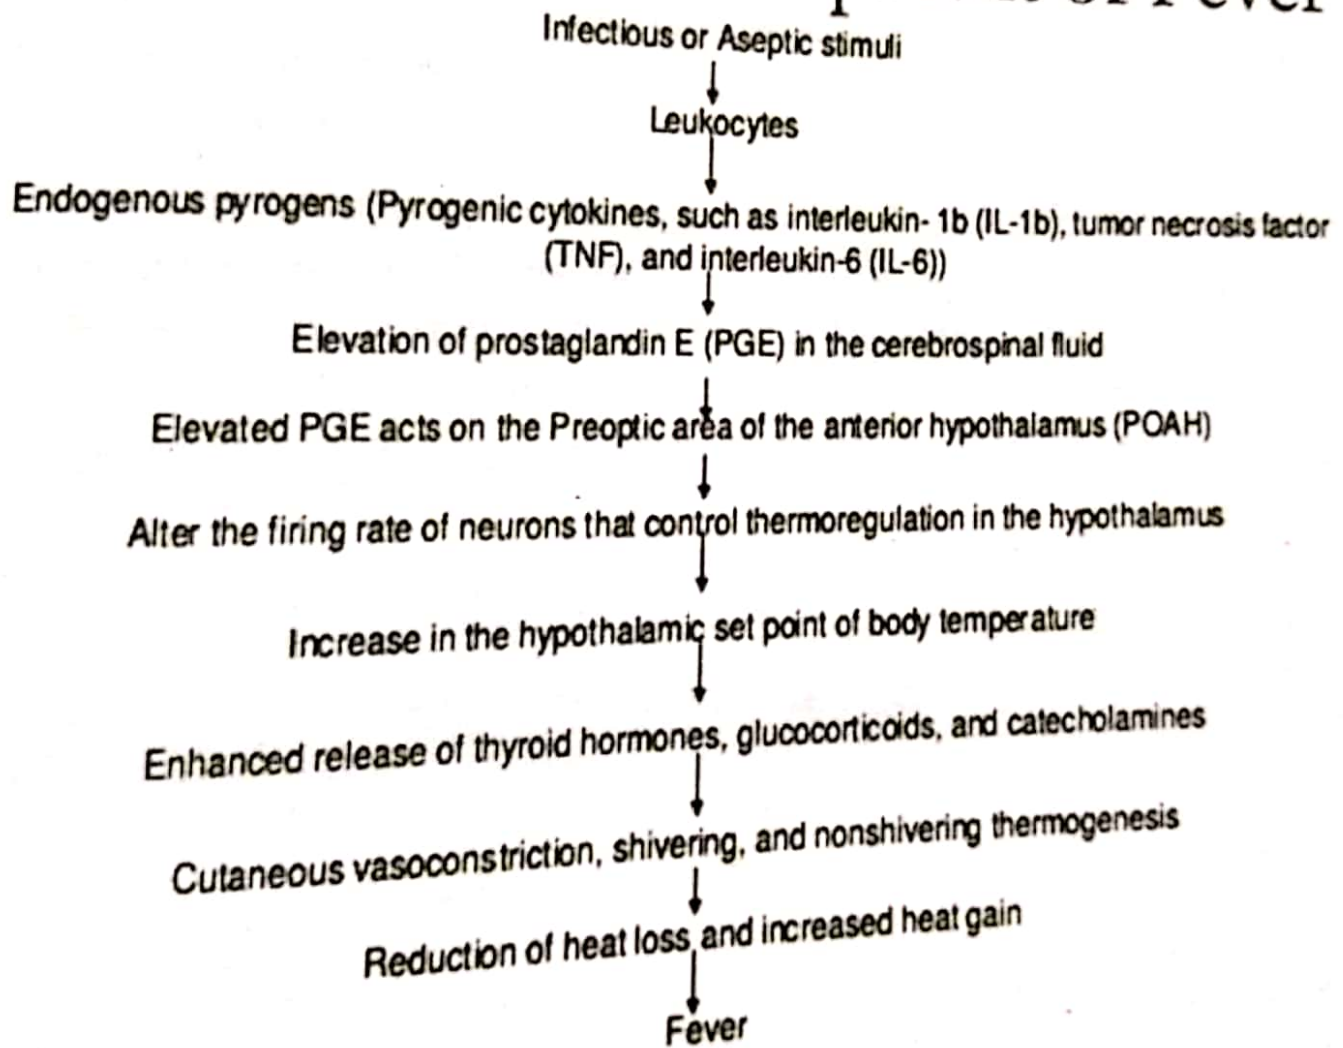 of Fever
Infectious or Aseptic stimuli
Leukocytes
Endogenous pyrogens (Pyrogenic cytokines, such as interleukin- 1b (IL-1b), tumor necrosis factor
(TNF), and interleukin-6 (IL-6))
Elevation of prostaglandin E (PGE) in the cerebrospinal fluid
Elevated PGE acts on the Preoptic area of the anterior hypothalamus (POAH)
Alter the firing rate of neurons that control thermoregulation in the hypothalamus
Increase in the hypothalamic set point of body temperature
Enhanced release of thyroid hormones, glucocorticoids, and catecholamines
Cutaneous vasoconstriction, shivering, and nonshivering thermogenesis
Reduction of heat loss and increased heat gain
Fever